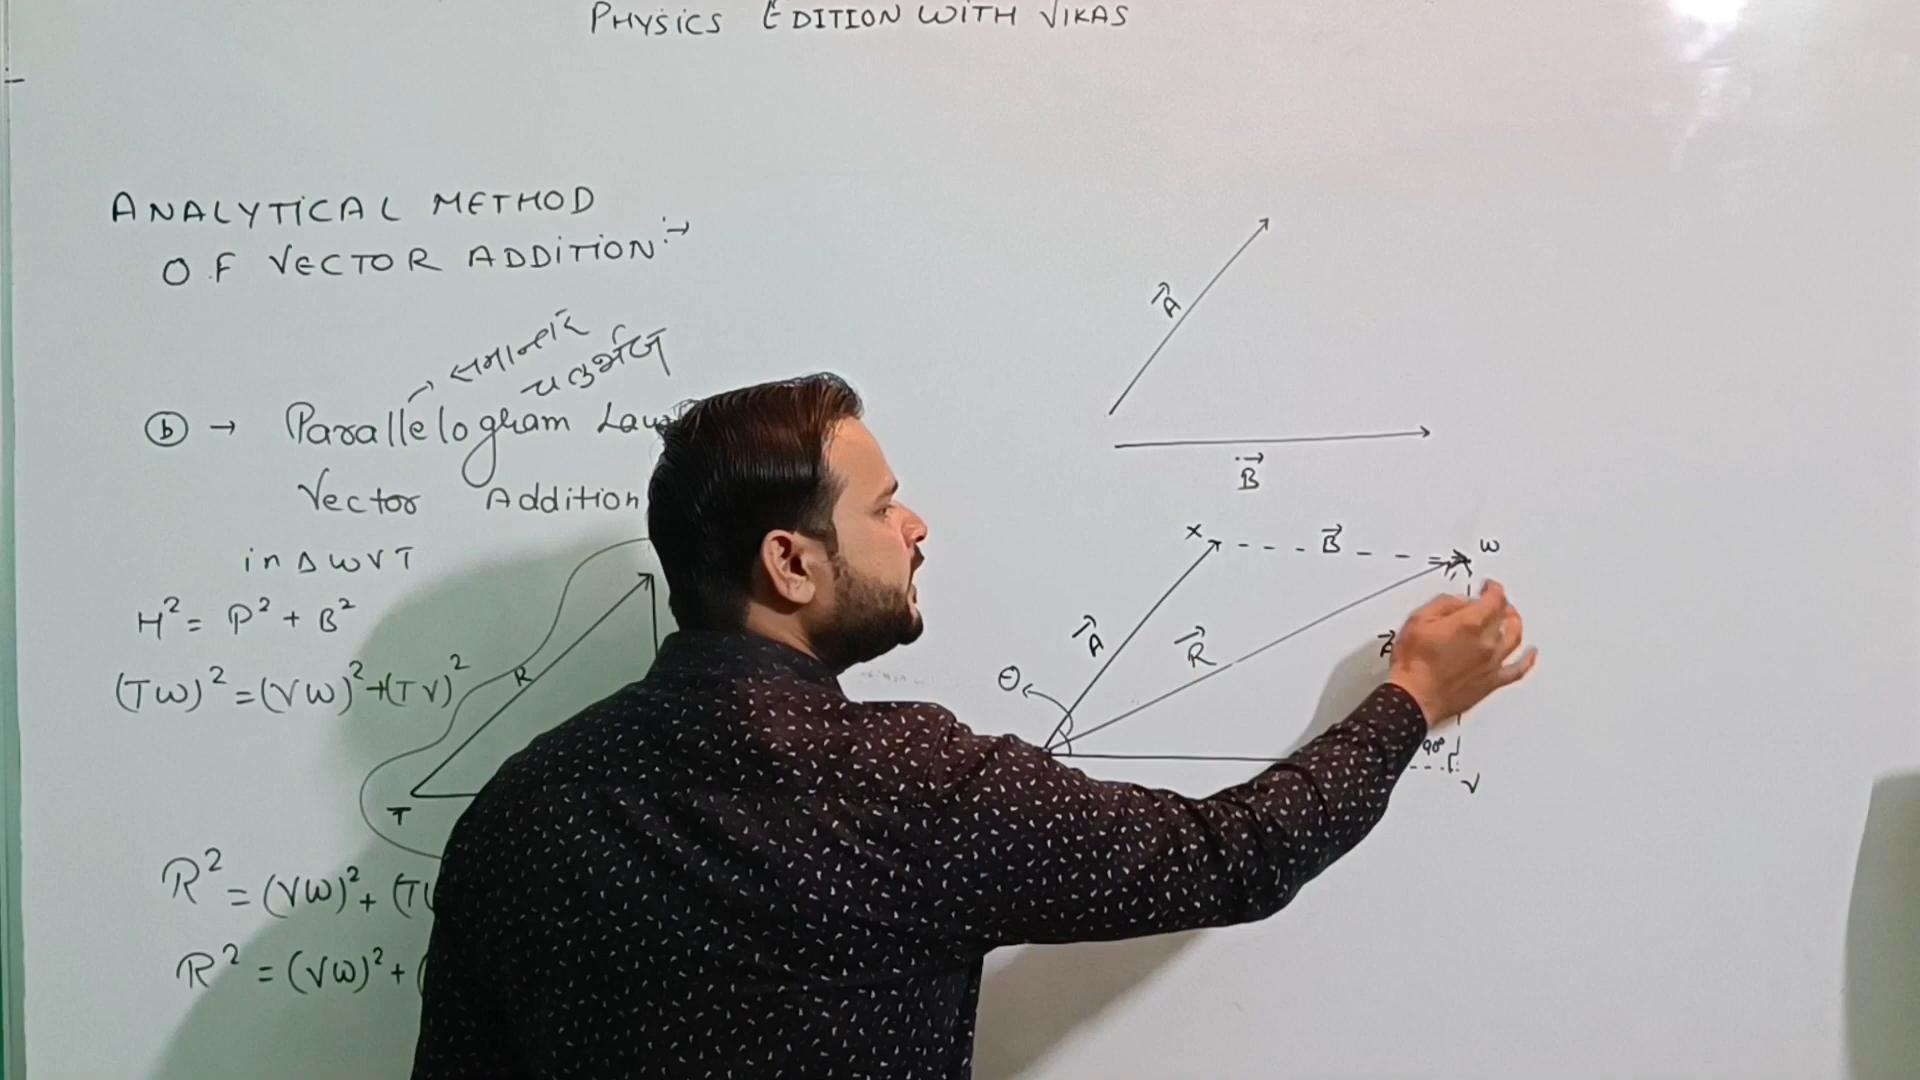 PHYSICS EDITION WITH VIKAS
ANALYTICAL METHOD
OF VECTOR ADDITION :→
→ समान्तर
चतुर्भुज
ⓑ → Parallelogram Law
Vector Addition
in Δ WVT
H² = P² + B²
(TW)² = (VW)² + (TV)²
R
T
R² = (VW)² +
R² = (VW)² + (
A
B
X
B
W
A
R
θ
90°
V